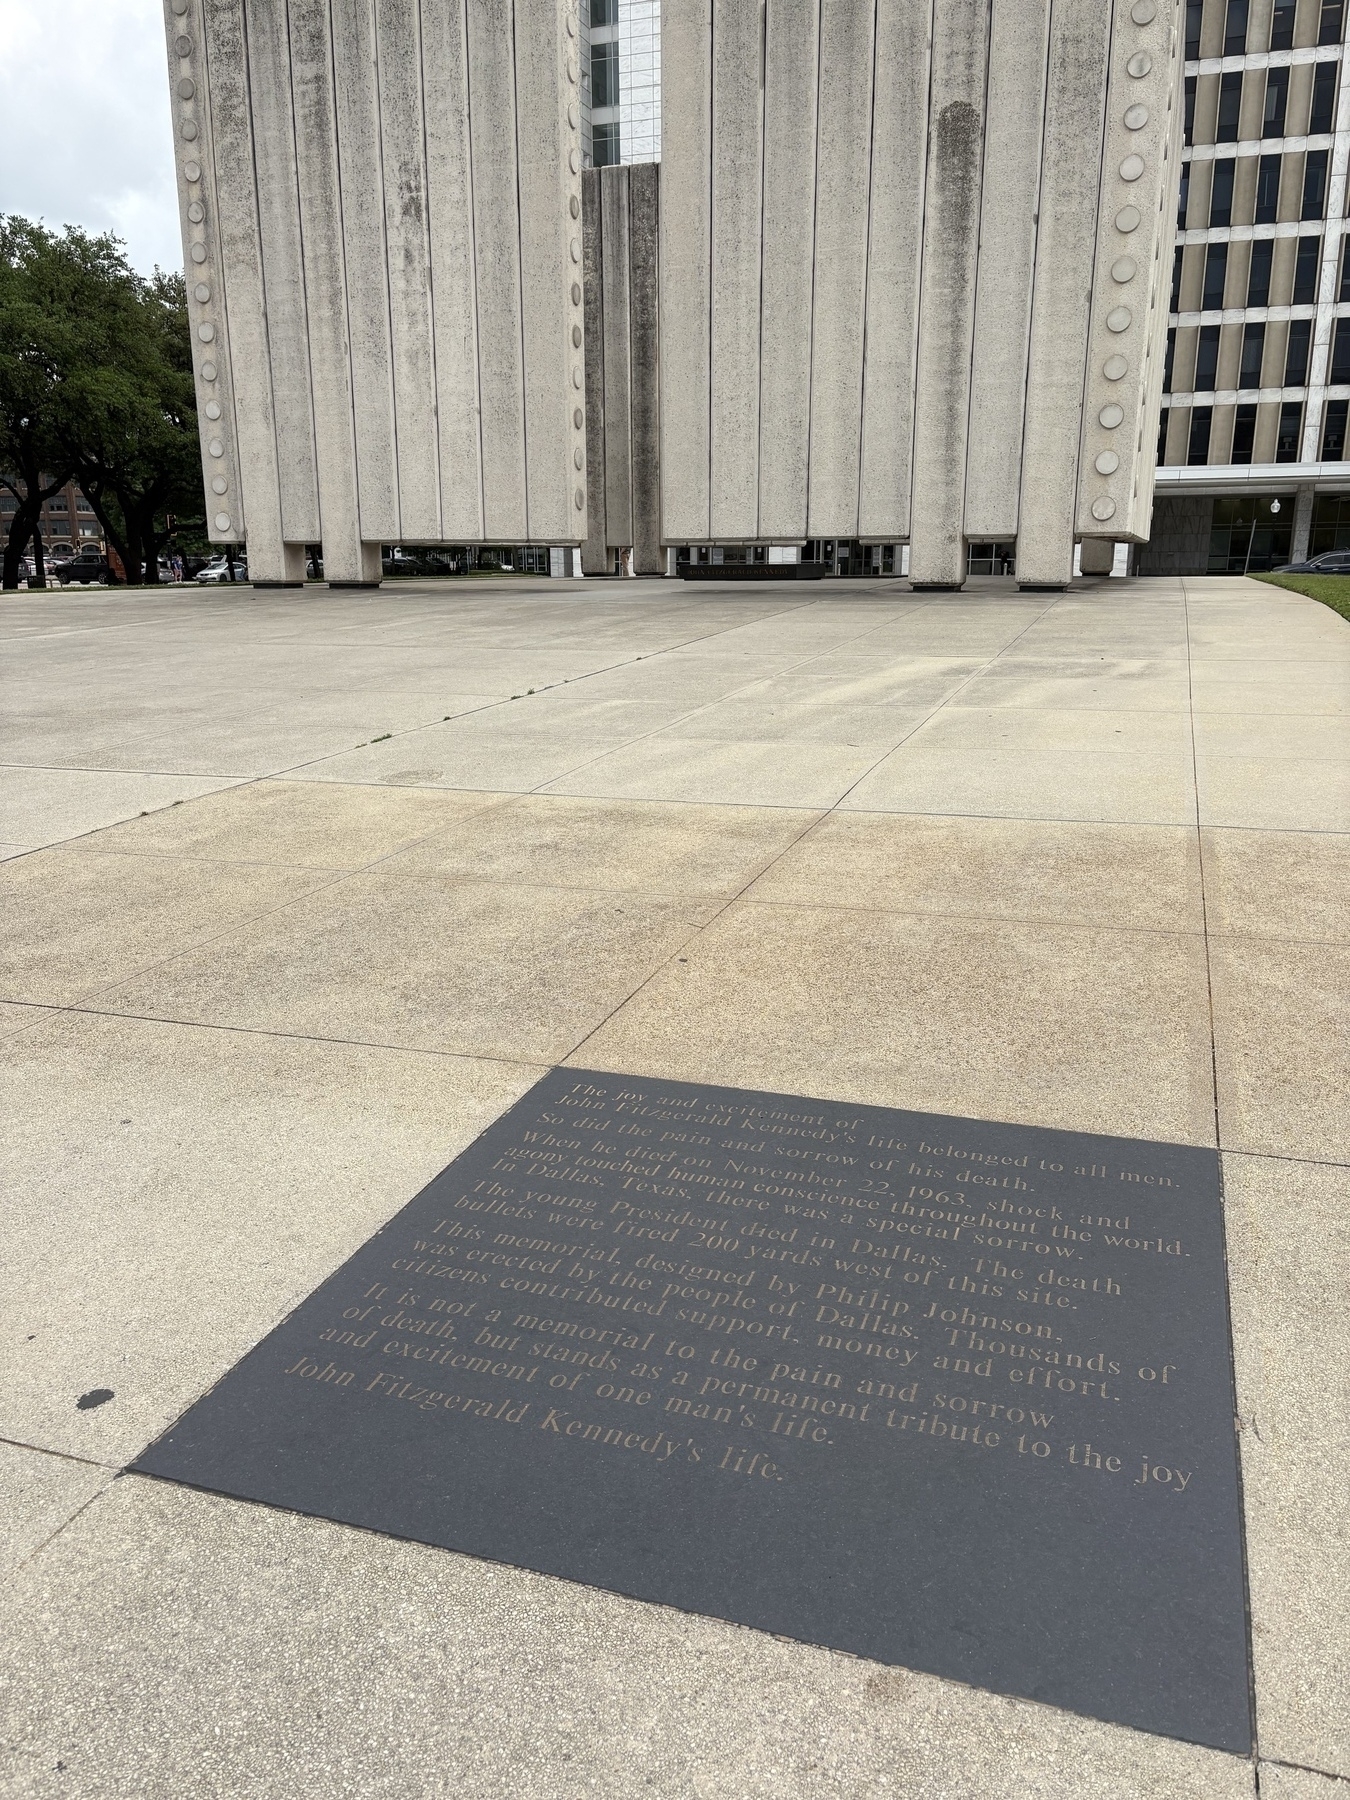 The joy and excitement of
John Fitzgerald Kennedy's life belonged to all men.
So did the pain and sorrow of his death.
When he died on November 22, 1963, shock and
agony touched human conscience throughout the world.
In Dallas, Texas, there was a special sorrow.
The young President died in Dallas. The death
bullets were fired 200 yards west of this site.
This memorial, designed by Philip Johnson,
was erected by the people of Dallas. Thousands of
citizens contributed support, money and effort.
It is not a memorial to the pain and sorrow
of death, but stands as a permanent tribute to the joy
and excitement of one man's life.
John Fitzgerald Kennedy's life.